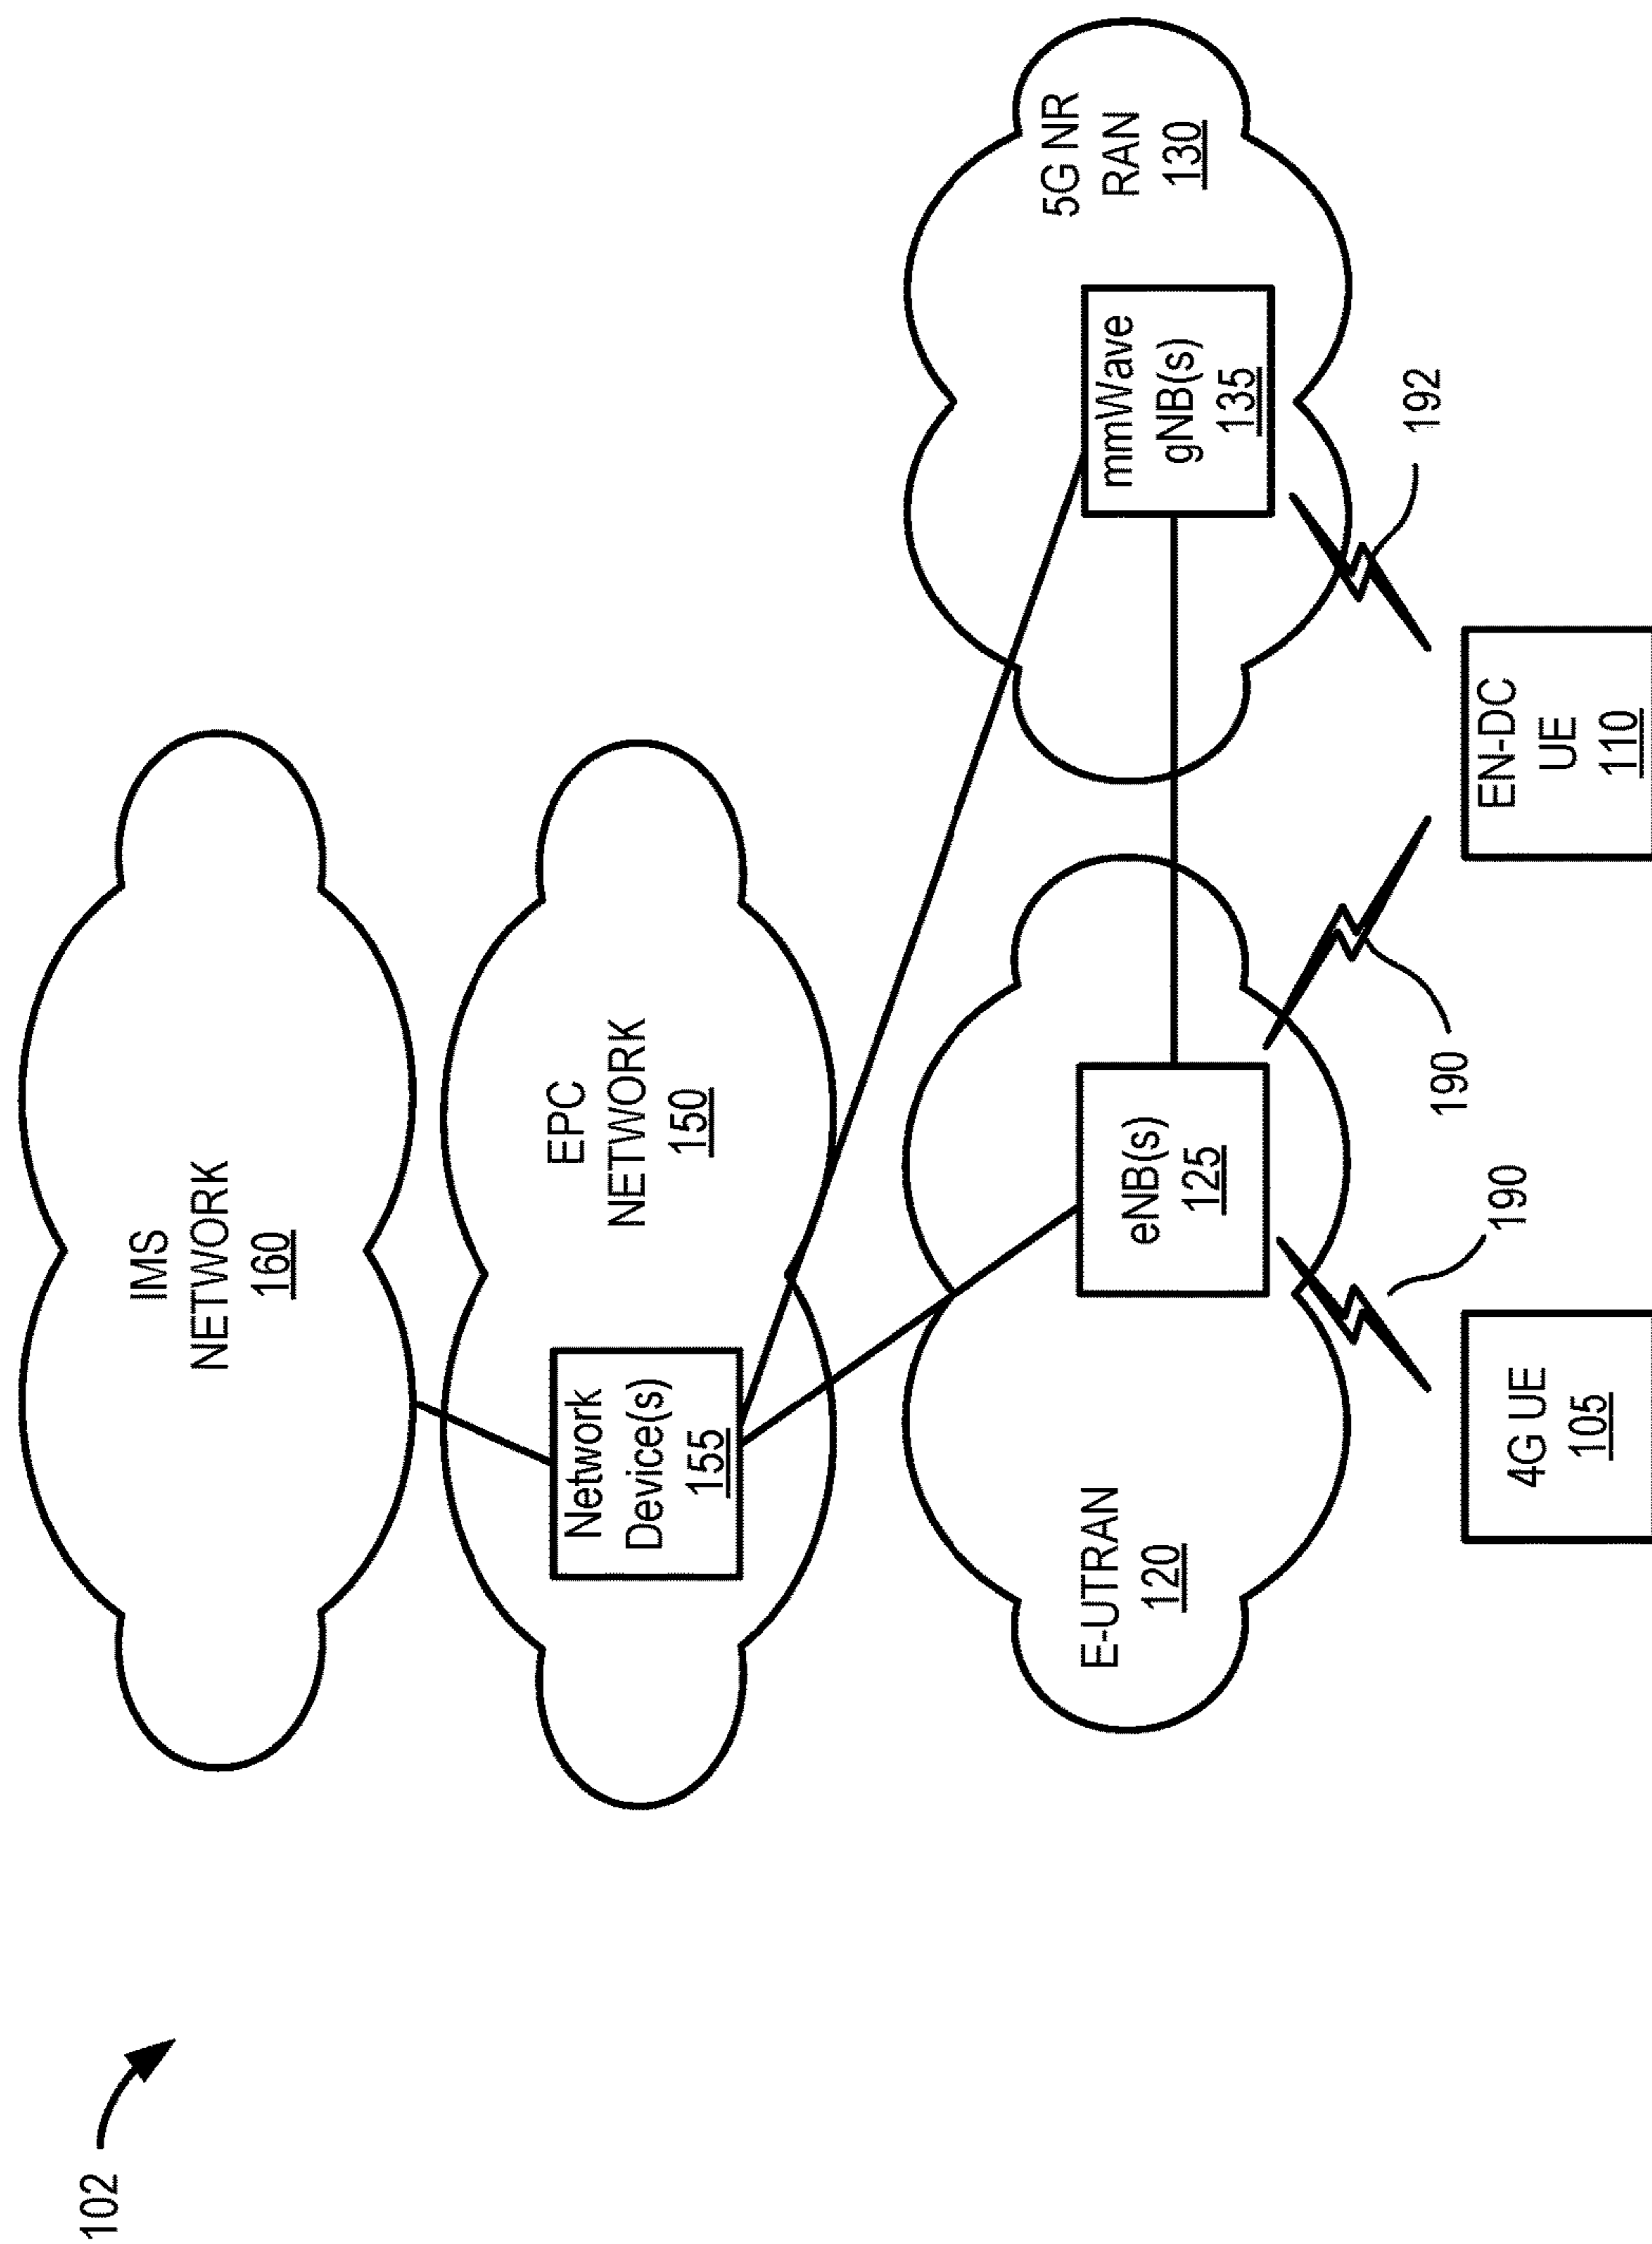 102
IMS
NETWORK
160
EPC
NETWORK
150
Network
Device(s)
155
E-UTRAN
120
eNB(s)
125
5G NR
RAN
130
mmWave
gNB(s)
135
190
190
192
4G UE
105
EN-DC
UE
110